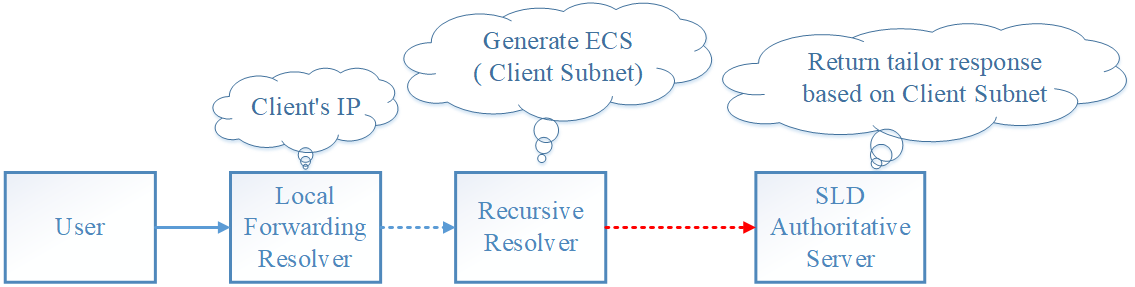 Generate ECS
( Client Subnet)
Return tailor response
based on Client Subnet
Client's IP
User
Local
Forwarding
Resolver
Recursive
Resolver
SLD
Authoritative
Server